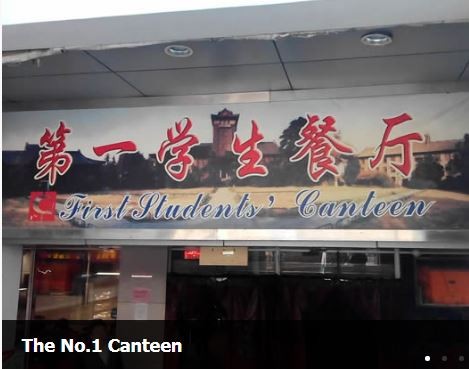 第一学生餐厅
First Students' Canteen
The No.1 Canteen